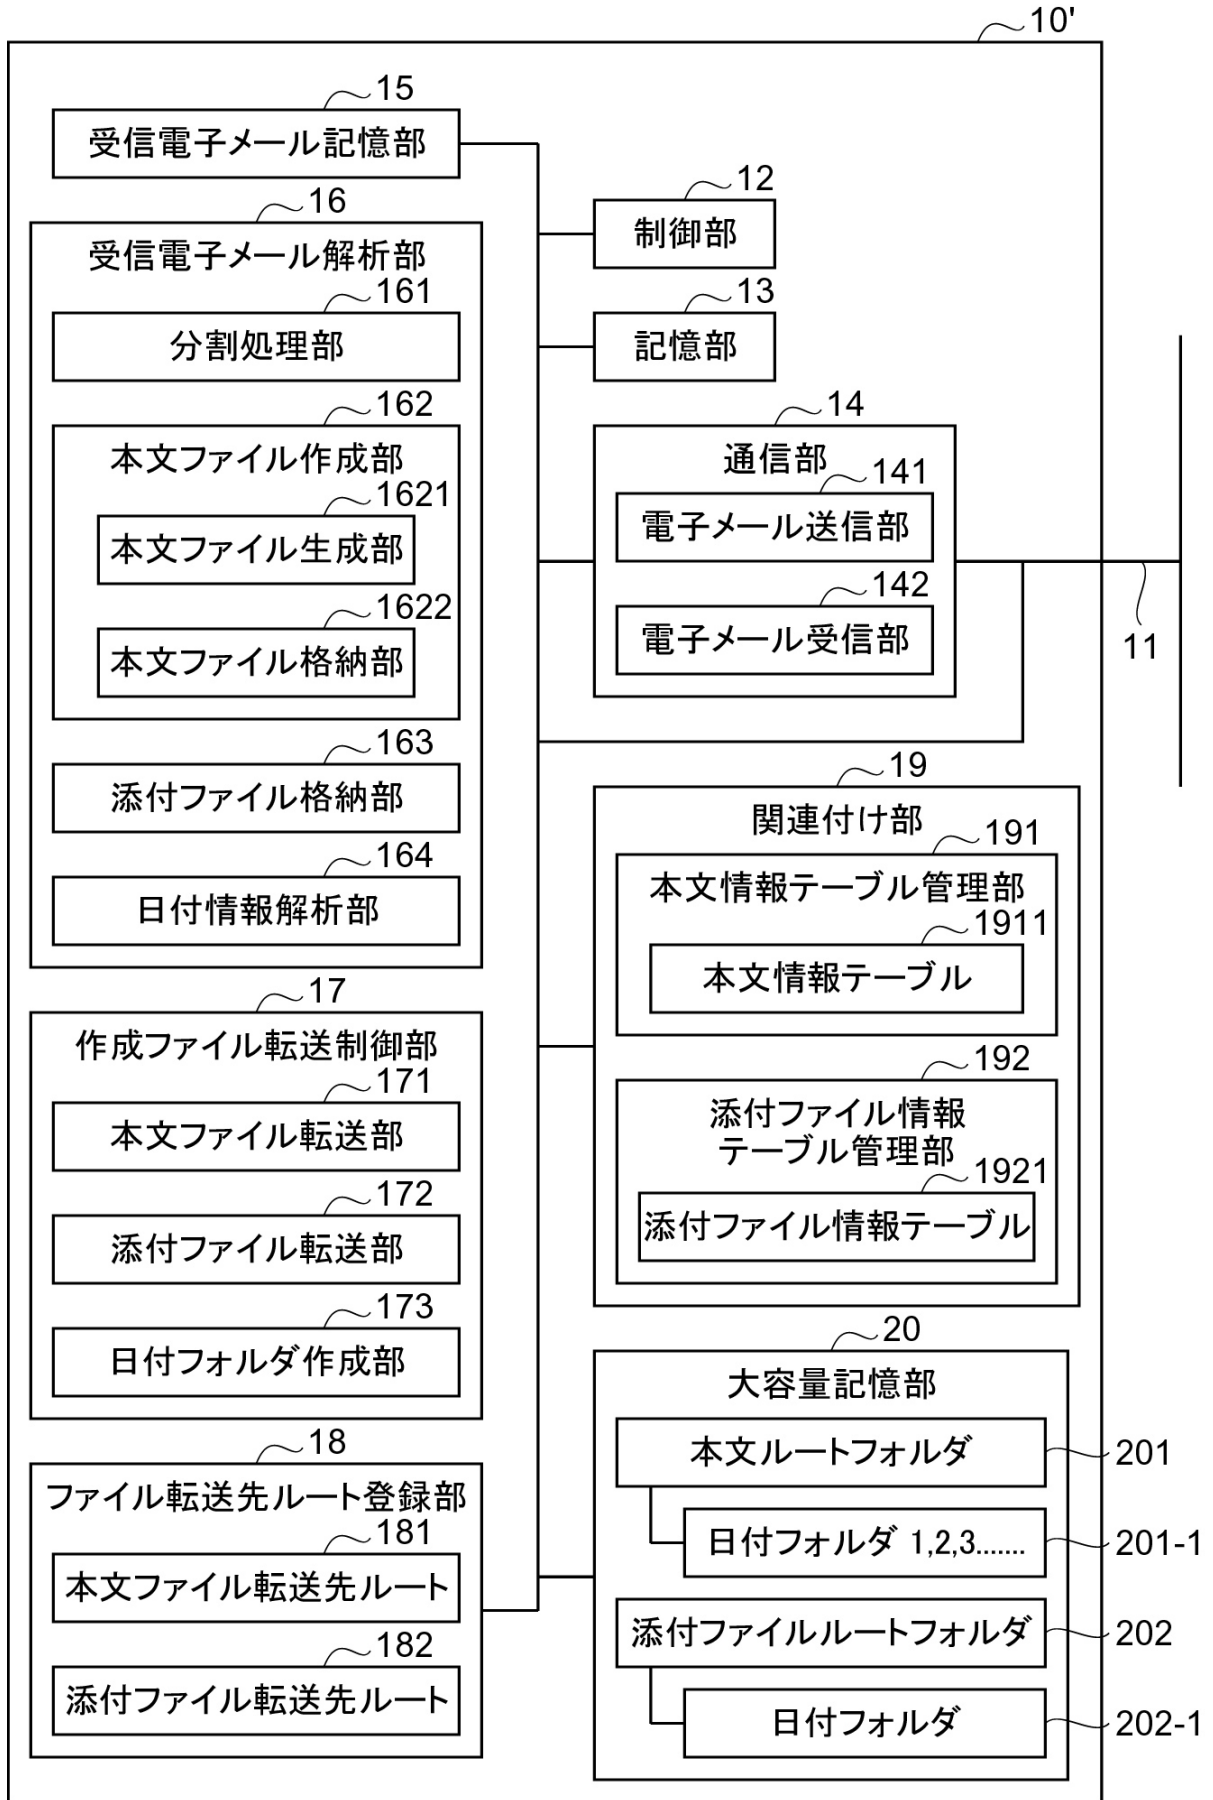 10'
15
受信電子メール記憶部
16
受信電子メール解析部
161
分割処理部
162
本文ファイル作成部
1621
本文ファイル生成部
1622
本文ファイル格納部
163
添付ファイル格納部
164
日付情報解析部
17
作成ファイル転送制御部
171
本文ファイル転送部
172
添付ファイル転送部
173
日付フォルダ作成部
18
ファイル転送先ルート登録部
181
本文ファイル転送先ルート
182
添付ファイル転送先ルート
12
制御部
13
記憶部
14
通信部
141
電子メール送信部
142
電子メール受信部
11
19
関連付け部
191
本文情報テーブル管理部
1911
本文情報テーブル
192
添付ファイル情報
テーブル管理部
1921
添付ファイル情報テーブル
20
大容量記憶部
本文ルートフォルダ
201
日付フォルダ 1,2,3.......
201-1
添付ファイルルートフォルダ
202
日付フォルダ
202-1